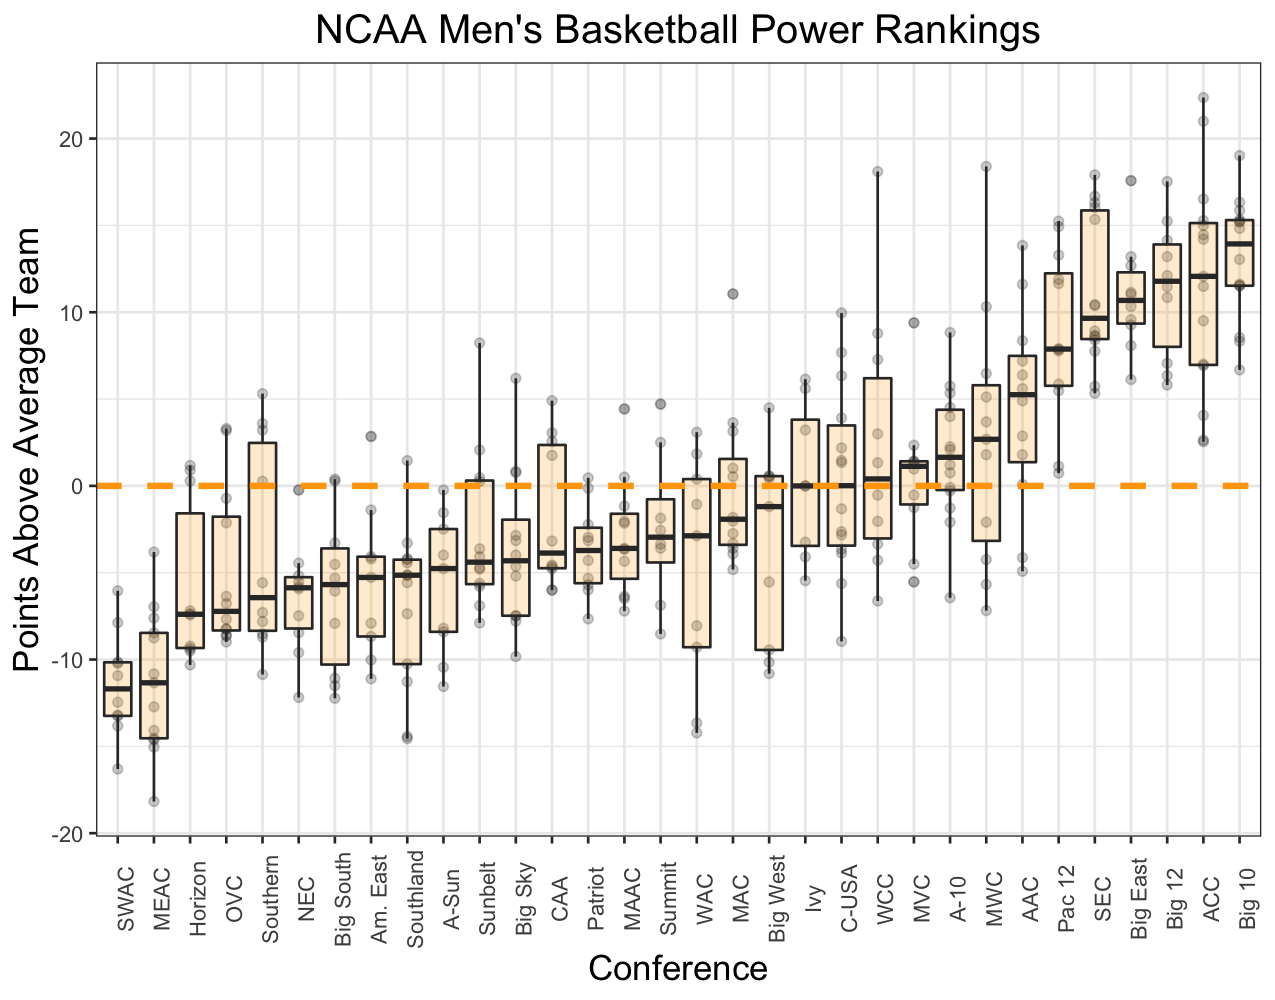 NCAA Men's Basketball Power Rankings
Points Above Average Team
20
10
0
-10
-20
SWAC
MEAC
Horizon
OVC
Southern
NEC
Big South
Am. East
Southland
A-Sun
Sunbelt
Big Sky
CAA
Patriot
MAAC
Summit
WAC
MAC
Big West
Ivy
C-USA
WCC
MVC
A-10
MWC
AAC
Pac 12
SEC
Big East
Big 12
ACC
Big 10
Conference